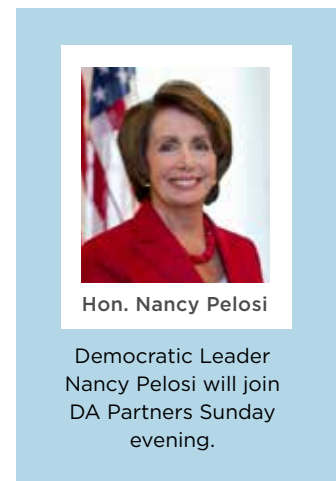 Hon. Nancy Pelosi
Democratic Leader
Nancy Pelosi will join
DA Partners Sunday
evening.